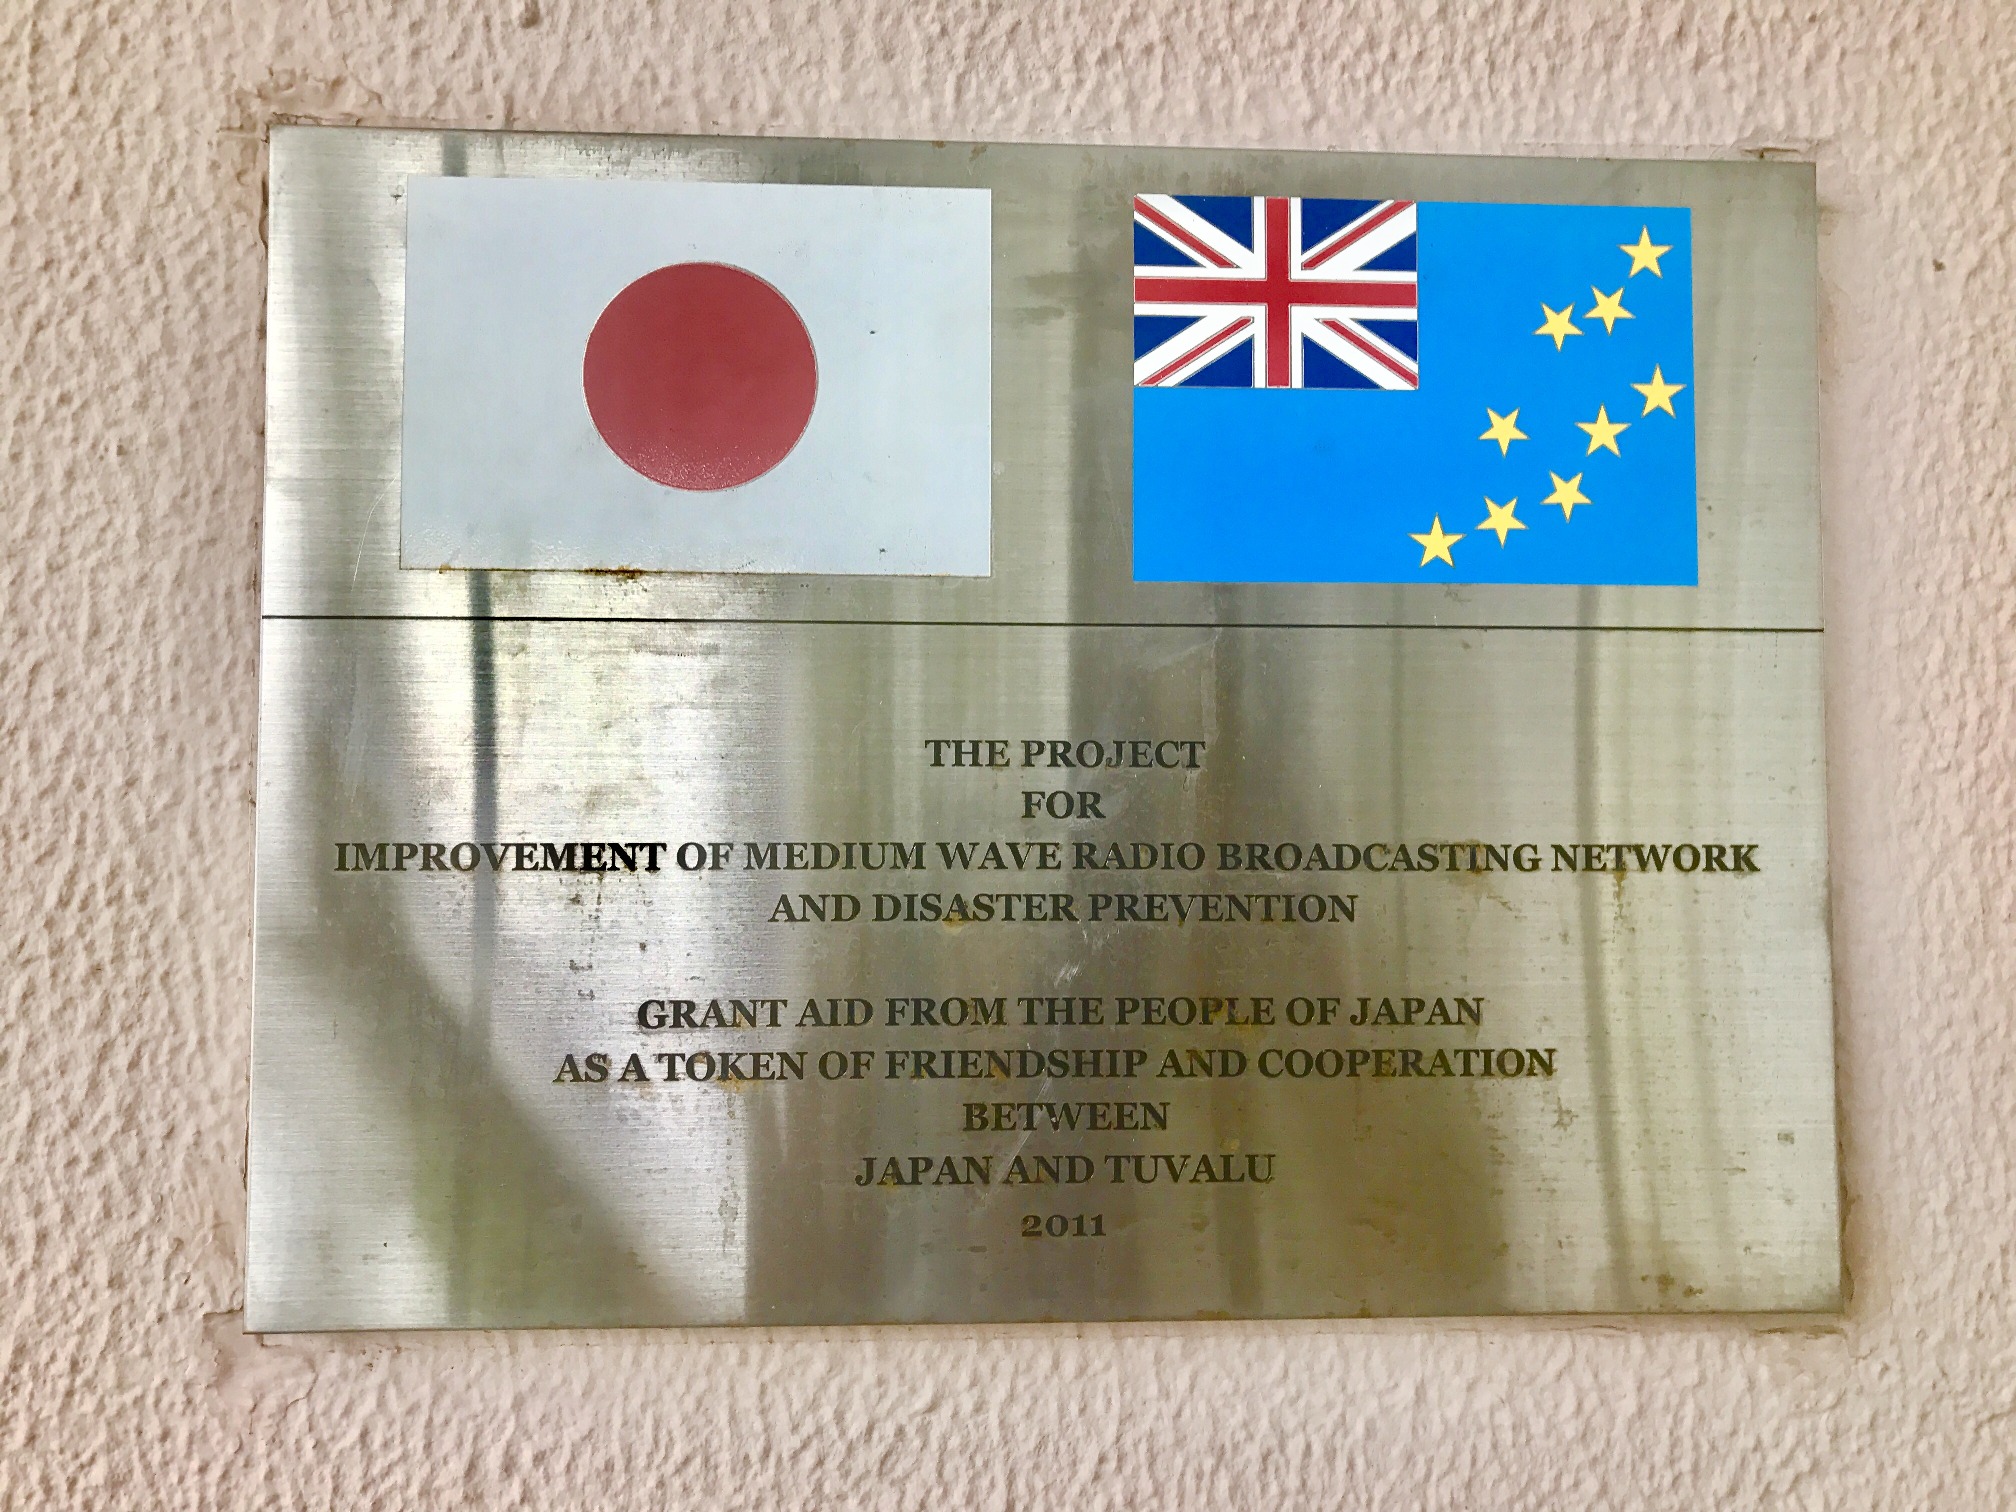 THE PROJECT
FOR
IMPROVEMENT OF MEDIUM WAVE RADIO BROADCASTING NETWORK
AND DISASTER PREVENTION
GRANT AID FROM THE PEOPLE OF JAPAN
AS A TOKEN OF FRIENDSHIP AND COOPERATION
BETWEEN
JAPAN AND TUVALU
2011